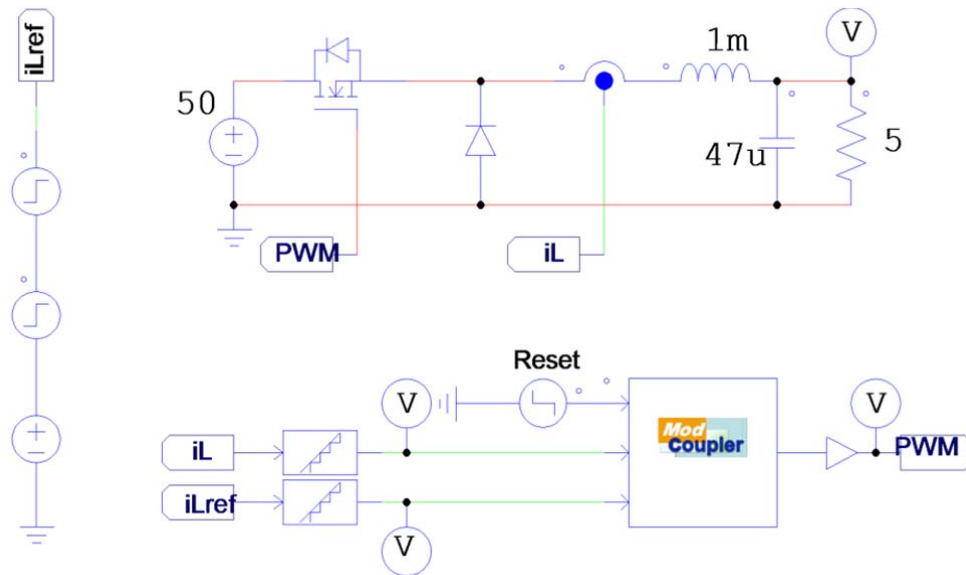 iLref
V
1m
50
47u
5
PWM
iL
Reset
V
V
Mod
Coupler
iL
PWM
iLref
V